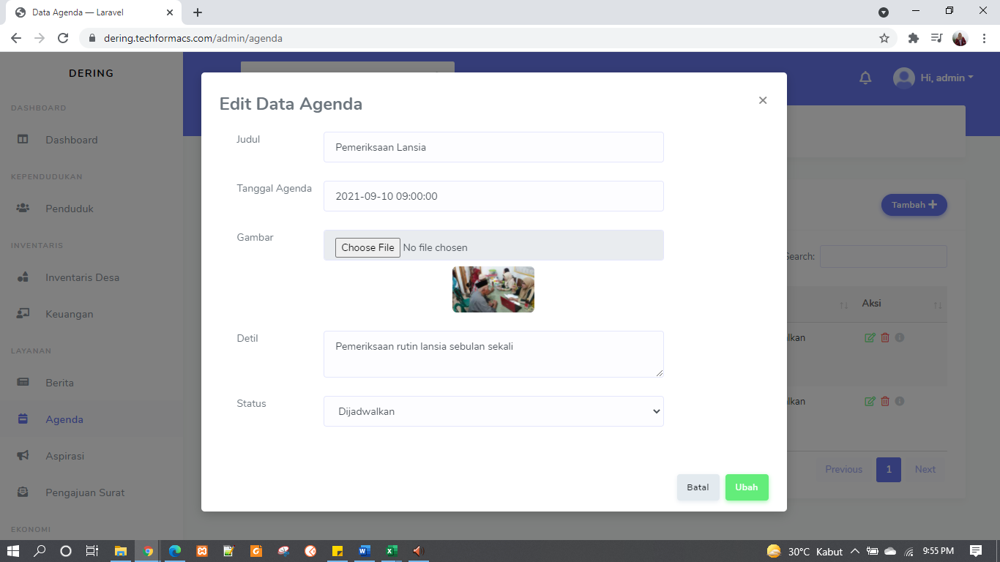 Data Agenda — Laravel
dering.techformacs.com/admin/agenda
DERING
Hi, admin
DASHBOARD
Dashboard
KEPENDUDUKAN
Penduduk
INVENTARIS
Inventaris Desa
Keuangan
LAYANAN
Berita
Agenda
Aspirasi
Pengajuan Surat
EKONOMI
Edit Data Agenda
×
Judul
Pemeriksaan Lansia
Tanggal Agenda
2021-09-10 09:00:00
Gambar
Choose File No file chosen
Detil
Pemeriksaan rutin lansia sebulan sekali
Status
Dijadwalkan
Batal
Ubah
Tambah
Search:
Aksi
lkan
lkan
Previous
1
Next
30°C Kabut
9:55 PM